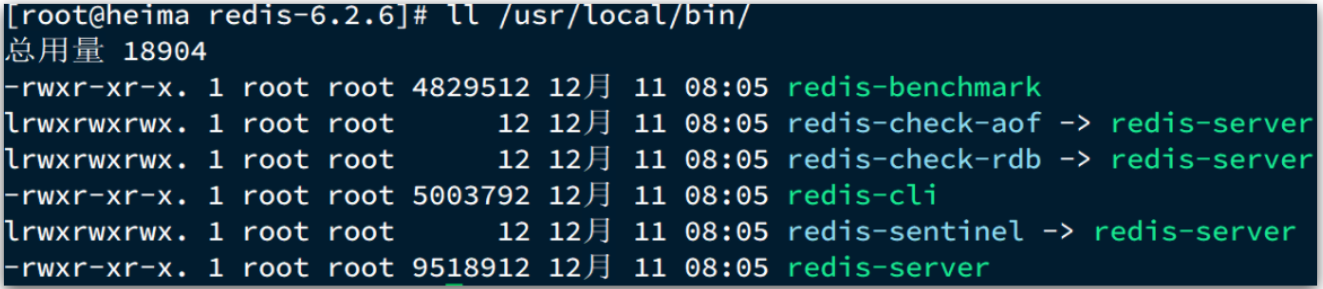 [root@heima redis-6.2.6]# ll /usr/local/bin/
总用量 18904
-rwxr-xr-x. 1 root root 4829512 12月 11 08:05 redis-benchmark
lrwxrwxrwx. 1 root root      12 12月 11 08:05 redis-check-aof -> redis-server
lrwxrwxrwx. 1 root root      12 12月 11 08:05 redis-check-rdb -> redis-server
-rwxr-xr-x. 1 root root 5003792 12月 11 08:05 redis-cli
lrwxrwxrwx. 1 root root      12 12月 11 08:05 redis-sentinel -> redis-server
-rwxr-xr-x. 1 root root 9518912 12月 11 08:05 redis-server